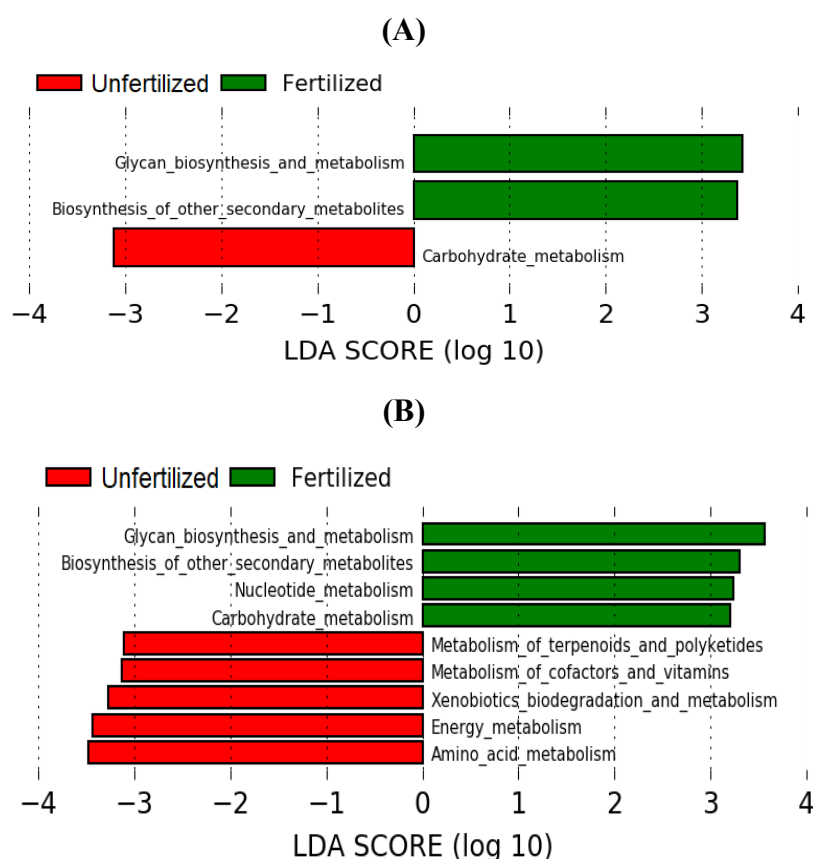 (A)
Unfertilized Fertilized
Glycan_biosynthesis_and_metabolism
Biosynthesis_of_other_secondary_metabolites
Carbohydrate_metabolism
−4 −3 −2 −1 0 1 2 3 4
LDA SCORE (log 10)
(B)
Unfertilized Fertilized
Glycan_biosynthesis_and_metabolism
Biosynthesis_of_other_secondary_metabolites
Nucleotide_metabolism
Carbohydrate_metabolism
Metabolism_of_terpenoids_and_polyketides
Metabolism_of_cofactors_and_vitamins
Xenobiotics_biodegradation_and_metabolism
Energy_metabolism
Amino_acid_metabolism
−4 −3 −2 −1 0 1 2 3 4
LDA SCORE (log 10)